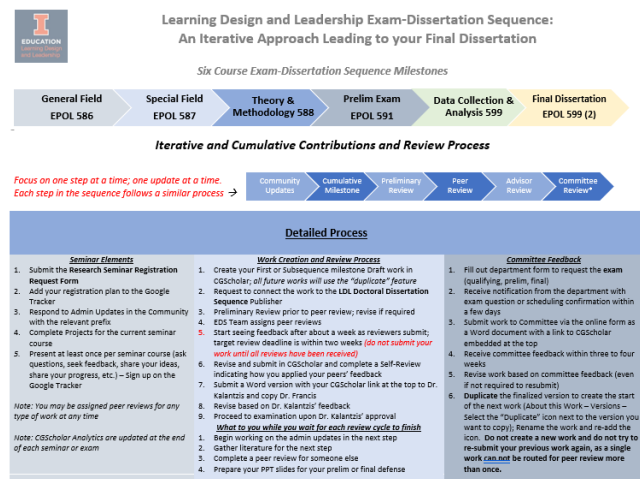 I
EDUCATION
Learning Design
and Leadership
Learning Design and Leadership Exam-Dissertation Sequence:
An Iterative Approach Leading to your Final Dissertation
Six Course Exam-Dissertation Sequence Milestones
General Field
EPOL 586
Special Field
EPOL 587
Theory &
Methodology 588
Prelim Exam
EPOL 591
Data Collection &
Analysis 599
Final Dissertation
EPOL 599 (2)
Iterative and Cumulative Contributions and Review Process
Focus on one step at a time; one update at a time.
Each step in the sequence follows a similar process →
Community
Updates
Cumulative
Milestone
Preliminary
Review
Peer
Review
Advisor
Review
Committee
Review*
Detailed Process
Seminar Elements
1. Submit the Research Seminar Registration
Request Form
2. Add your registration plan to the Google
Tracker
3. Respond to Admin Updates in the Community
with the relevant prefix
4. Complete Projects for the current seminar
course
5. Present at least once per seminar course (ask
questions, seek feedback, share your ideas,
share your progress, etc.) – Sign up on the
Google Tracker
Note: You may be assigned peer reviews for any
type of work at any time
Note: CGScholar Analytics are updated at the end
of each seminar or exam
Work Creation and Review Process
1. Create your First or Subsequence milestone Draft work in
CGScholar; all future works will use the "duplicate" feature
2. Request to connect the work to the LDL Doctoral Dissertation
Sequence Publisher
3. Preliminary Review prior to peer review; revise if required
4. EDS Team assigns peer reviews
5. Start seeing feedback after about a week as reviewers submit;
target review deadline is within two weeks (do not submit your
work until all reviews have been received)
6. Revise and submit in CGScholar and complete a Self-Review
indicating how you applied your peers' feedback
7. Submit a Word version with your CGScholar link at the top to Dr.
Kalantzis and copy Dr. Francis
8. Revise based on Dr. Kalantzis' feedback
9. Proceed to examination upon Dr. Kalantzis' approval
What to you while you wait for each review cycle to finish
1. Begin working on the admin updates in the next step
2. Gather literature for the next step
3. Complete a peer review for someone else
4. Prepare your PPT slides for your prelim or final defense
Committee Feedback
1. Fill out department form to request the exam
(qualifying, prelim, final)
2. Receive notification from the department with
exam question or scheduling confirmation within
a few days
3. Submit work to Committee via the online form as
a Word document with a link to CGScholar
embedded at the top
4. Receive committee feedback within three to four
weeks
5. Revise work based on committee feedback (even
if not required to resubmit)
6. Duplicate the finalized version to create the start
of the next work (About this Work – Versions –
Select the "Duplicate" icon next to the version you
want to copy); Rename the work and re-add the
icon. Do not create a new work and do not try to
re-submit your previous work again, as a single
work can not be routed for peer review more
than once.